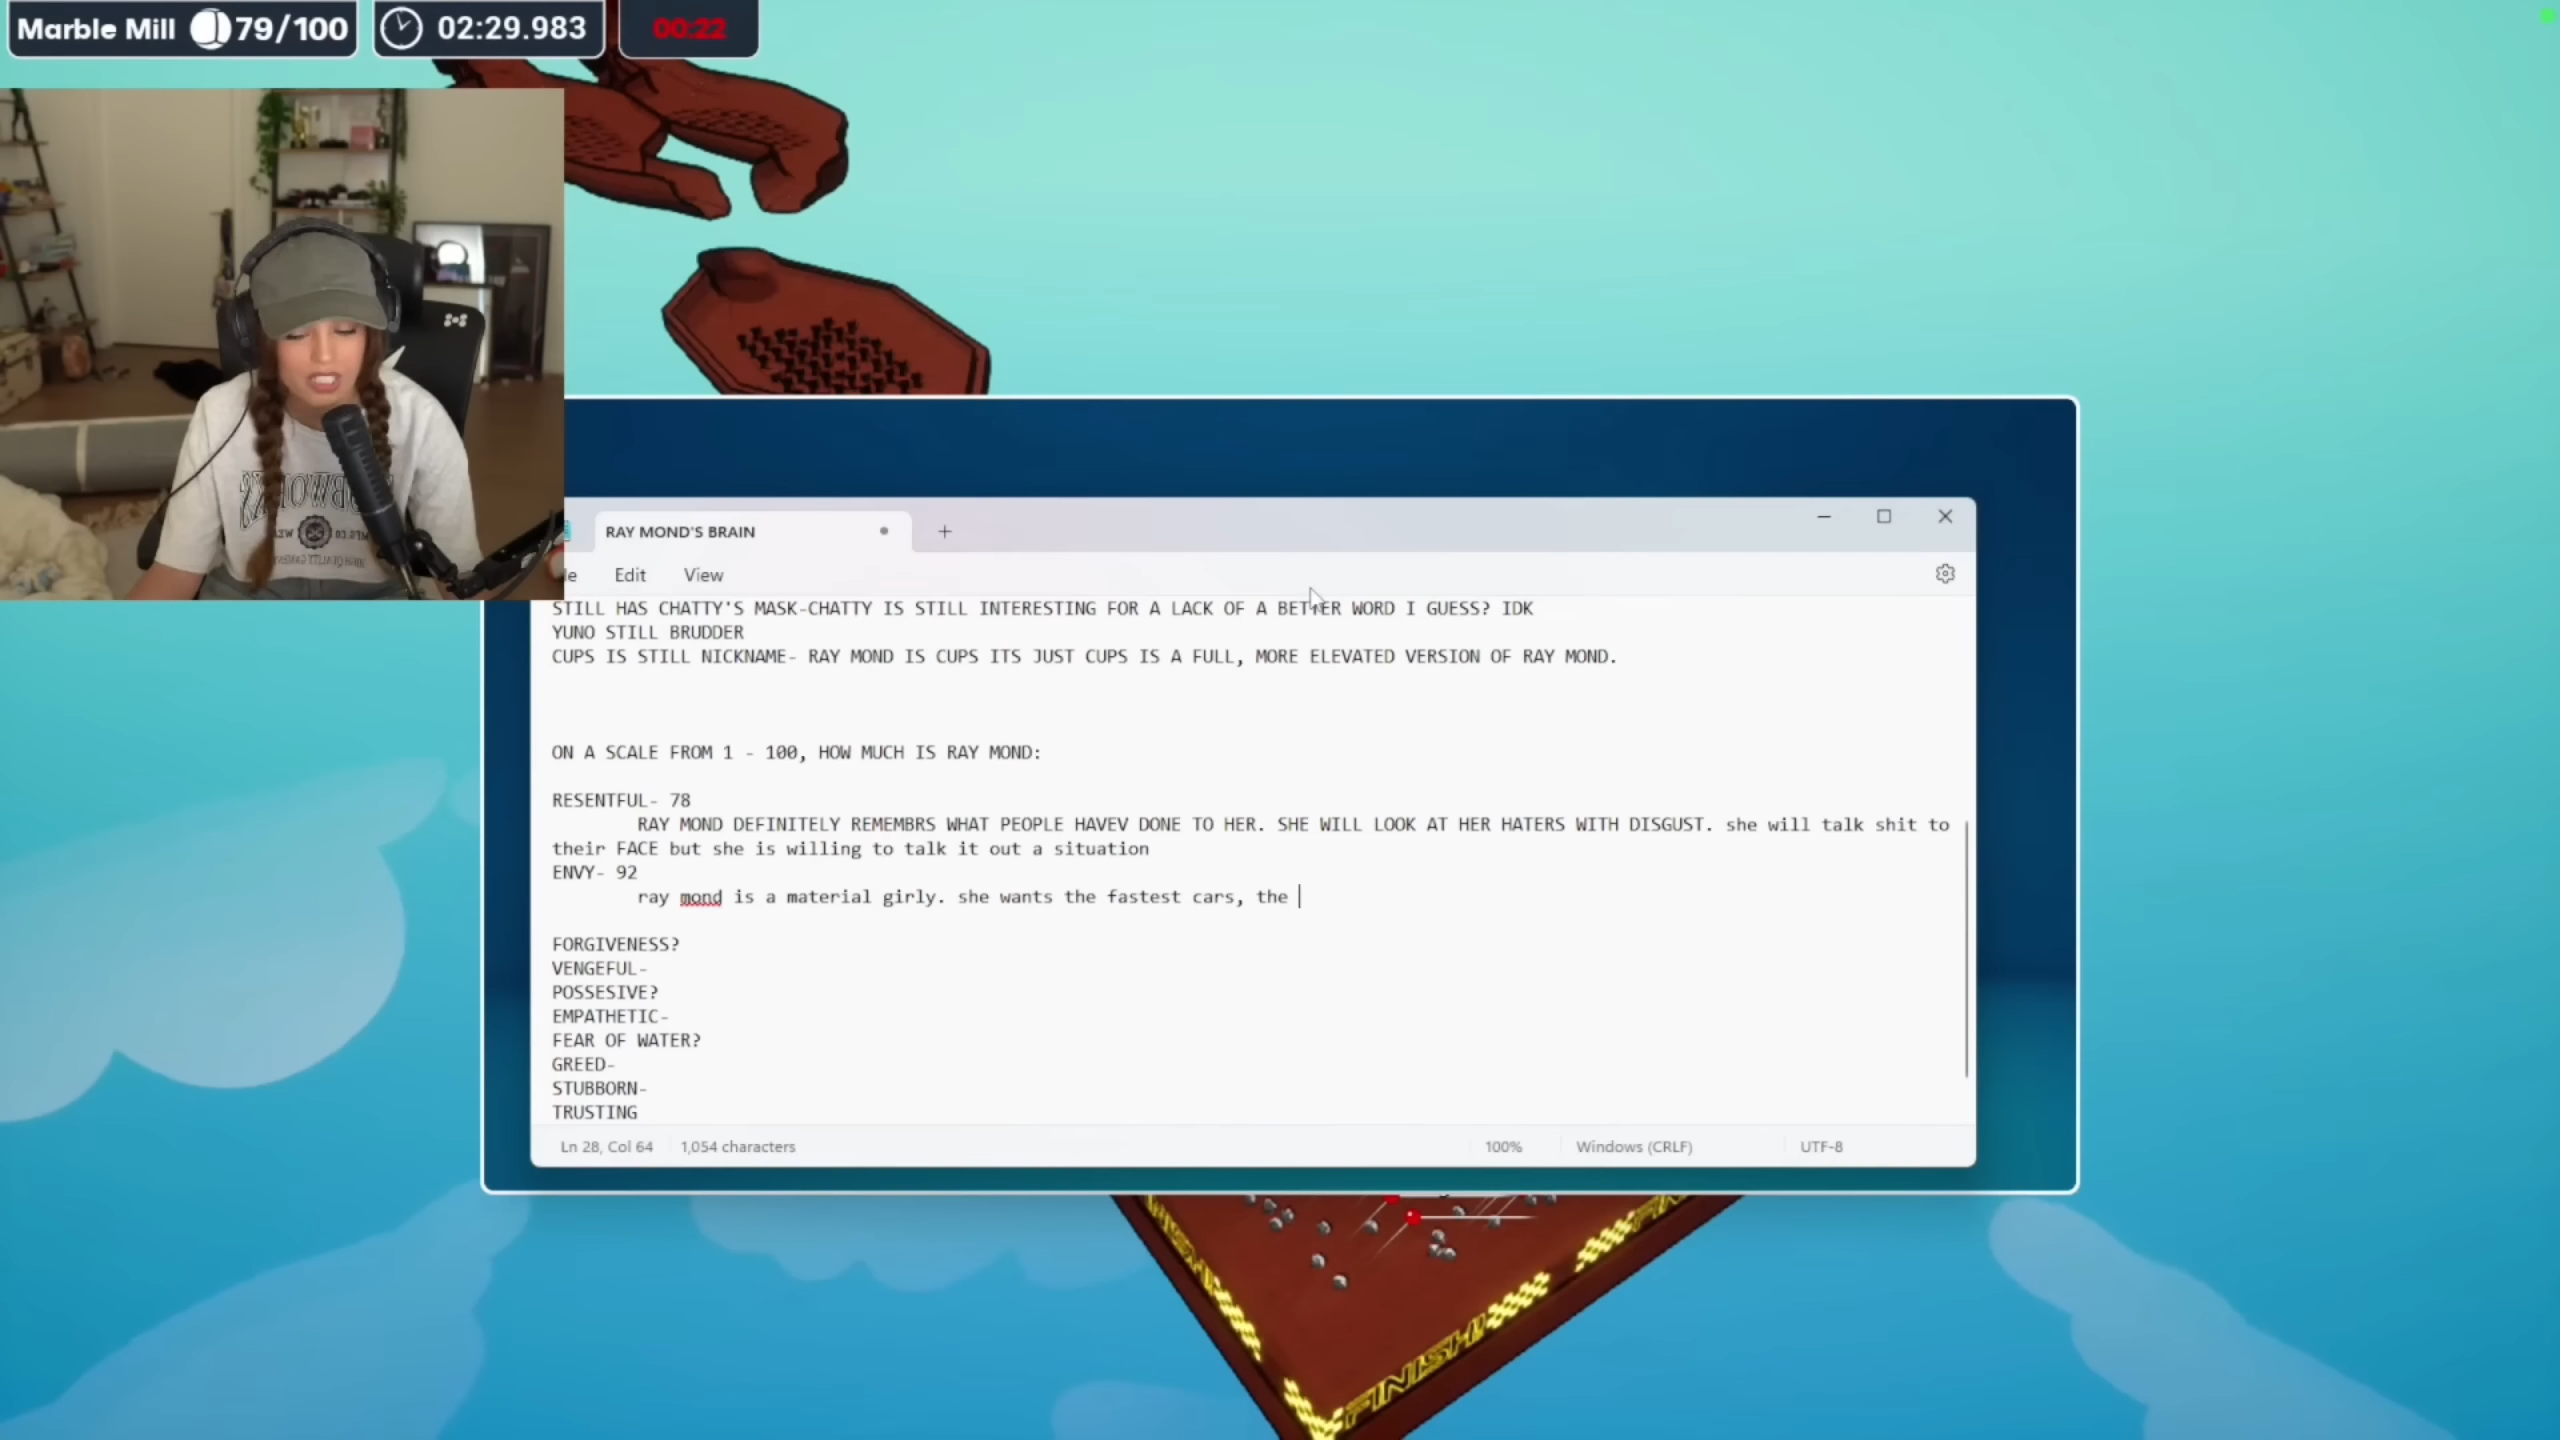 Marble Mill 79/100 02:29.983 00:22
RAY MOND'S BRAIN
Edit View
STILL HAS CHATTY'S MASK-CHATTY IS STILL INTERESTING FOR A LACK OF A BETTER WORD I GUESS? IDK
YUNO STILL BRUDDER
CUPS IS STILL NICKNAME- RAY MOND IS CUPS ITS JUST CUPS IS A FULL, MORE ELEVATED VERSION OF RAY MOND.
ON A SCALE FROM 1 - 100, HOW MUCH IS RAY MOND:
RESENTFUL- 78
RAY MOND DEFINITELY REMEMBRS WHAT PEOPLE HAVEV DONE TO HER. SHE WILL LOOK AT HER HATERS WITH DISGUST. she will talk shit to
their FACE but she is willing to talk it out a situation
ENVY- 92
ray mond is a material girly. she wants the fastest cars, the
FORGIVENESS?
VENGEFUL-
POSSESIVE?
EMPATHETIC-
FEAR OF WATER?
GREED-
STUBBORN-
TRUSTING
Ln 28, Col 64 1,054 characters 100% Windows (CRLF) UTF-8
FINISH!